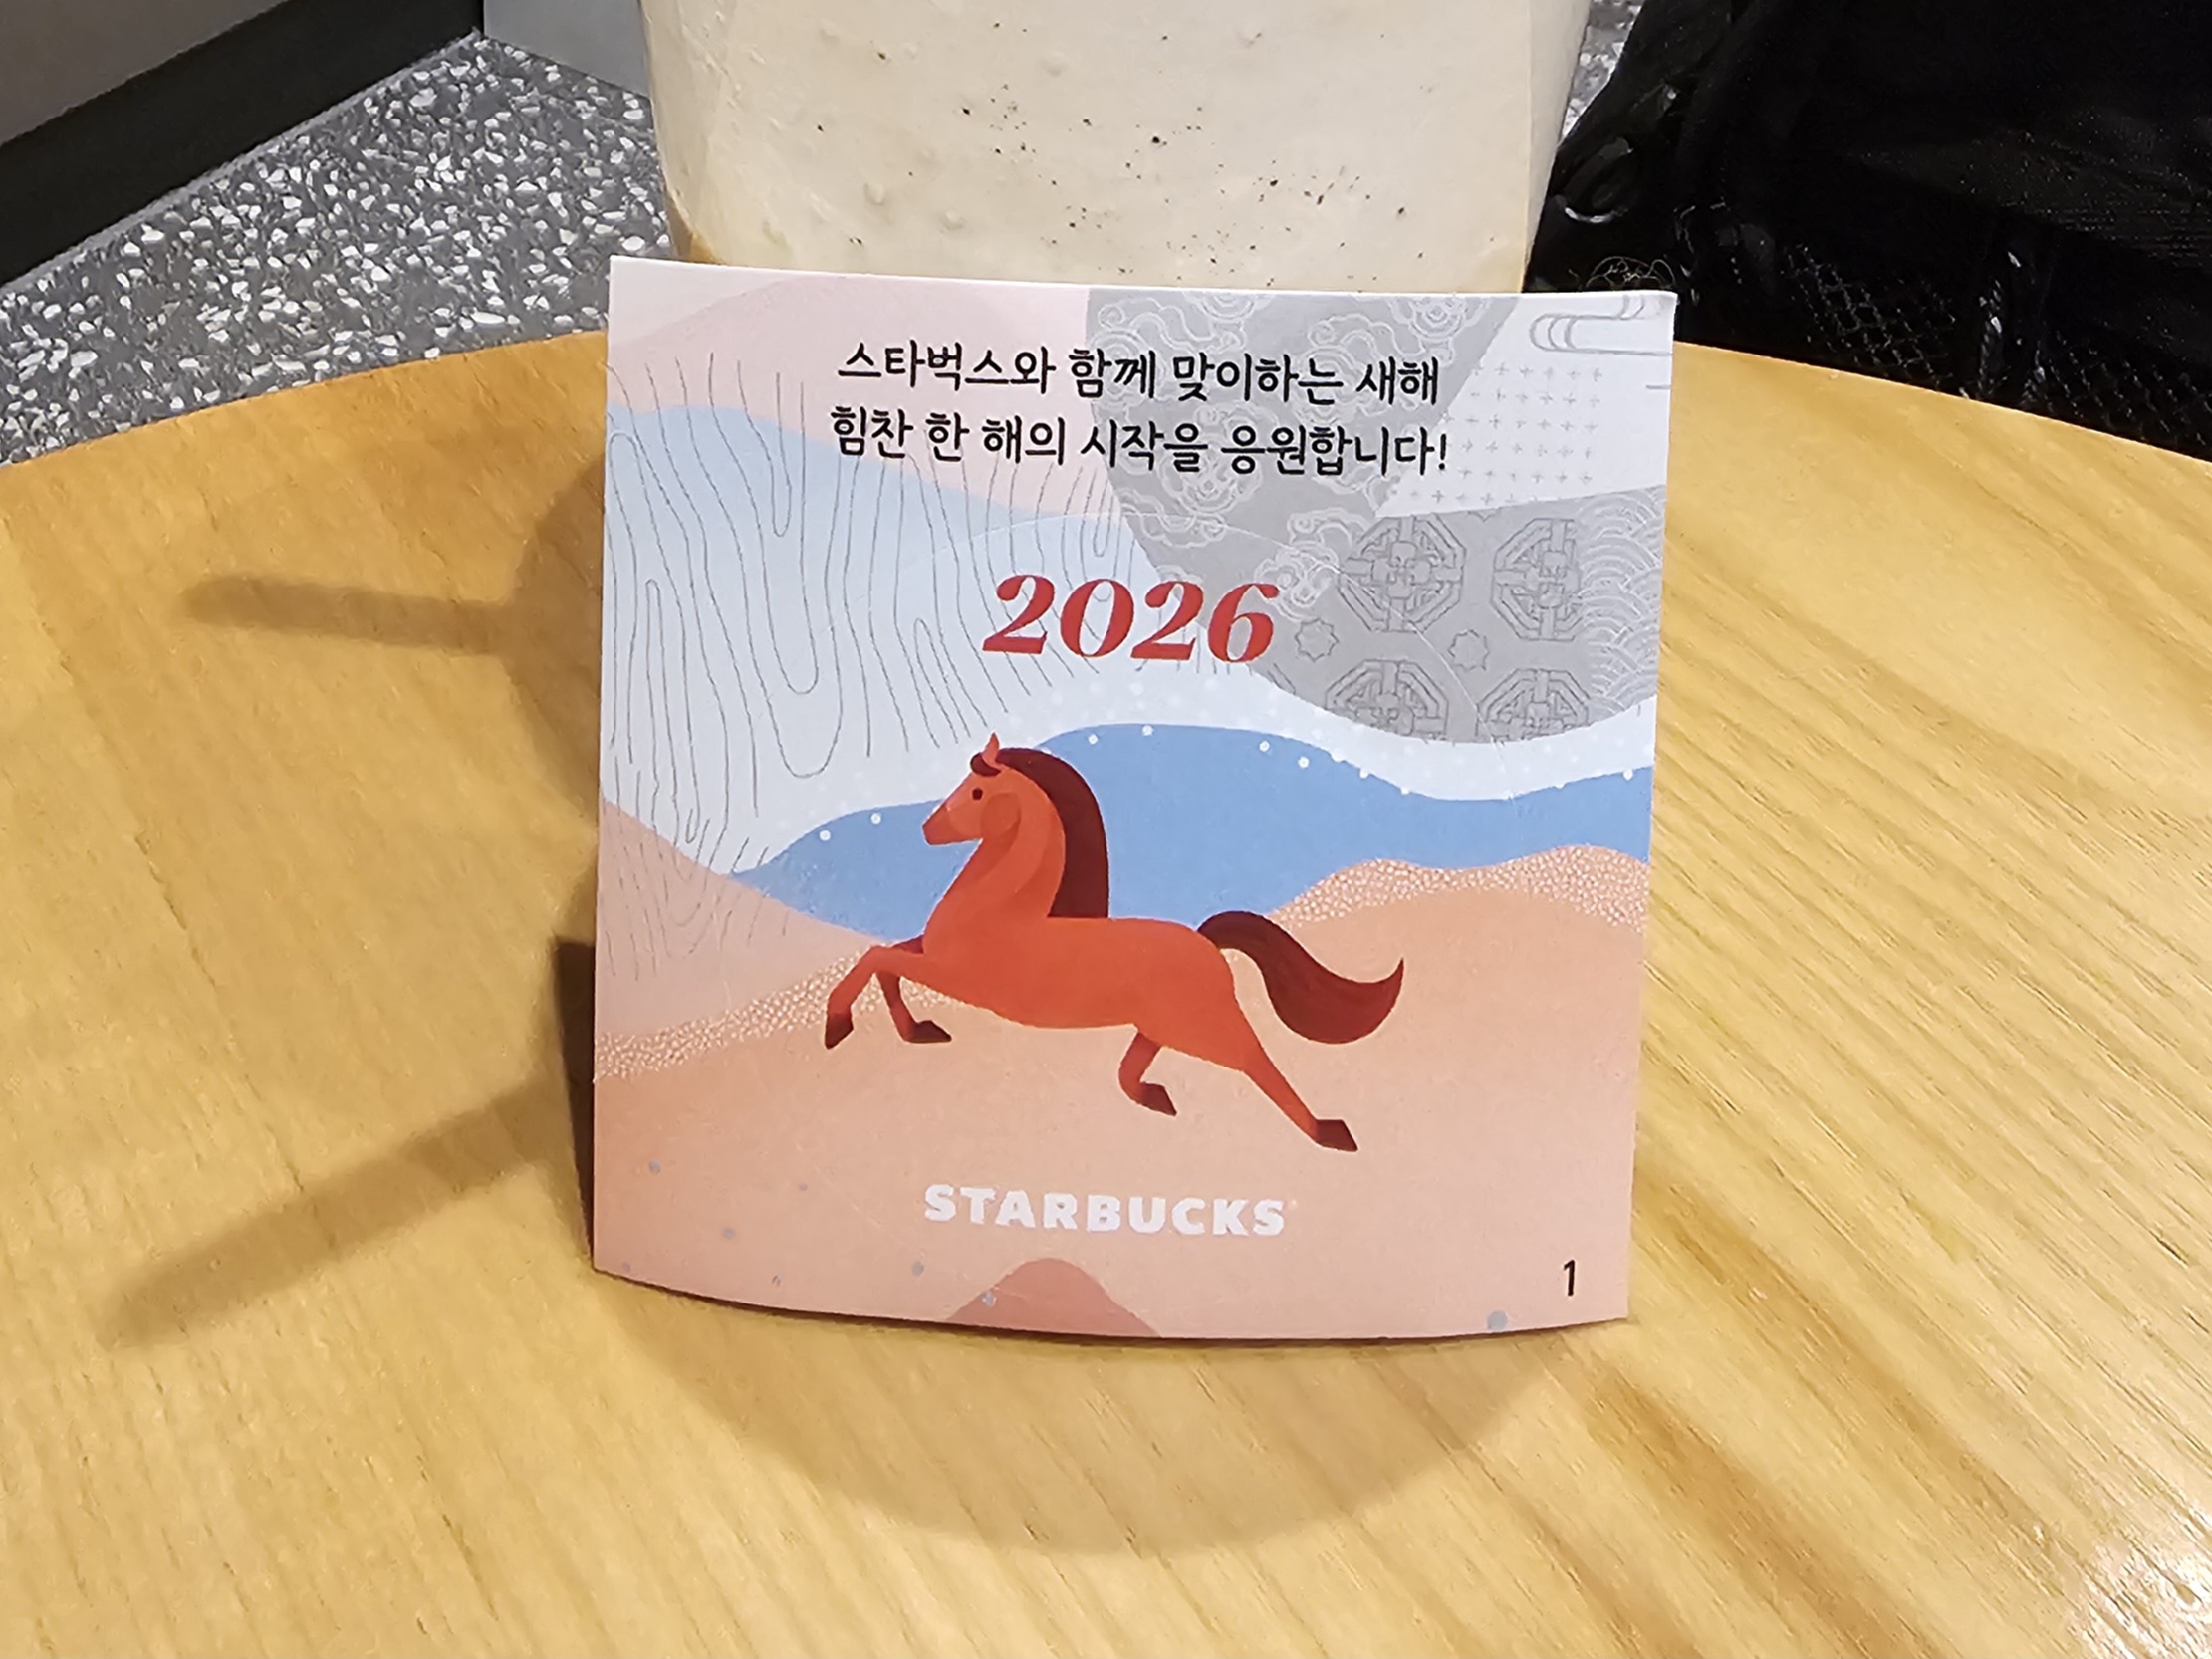 스타벅스와 함께 맞이하는 새해
힘찬 한 해의 시작을 응원합니다!
2026
STARBUCKS
1